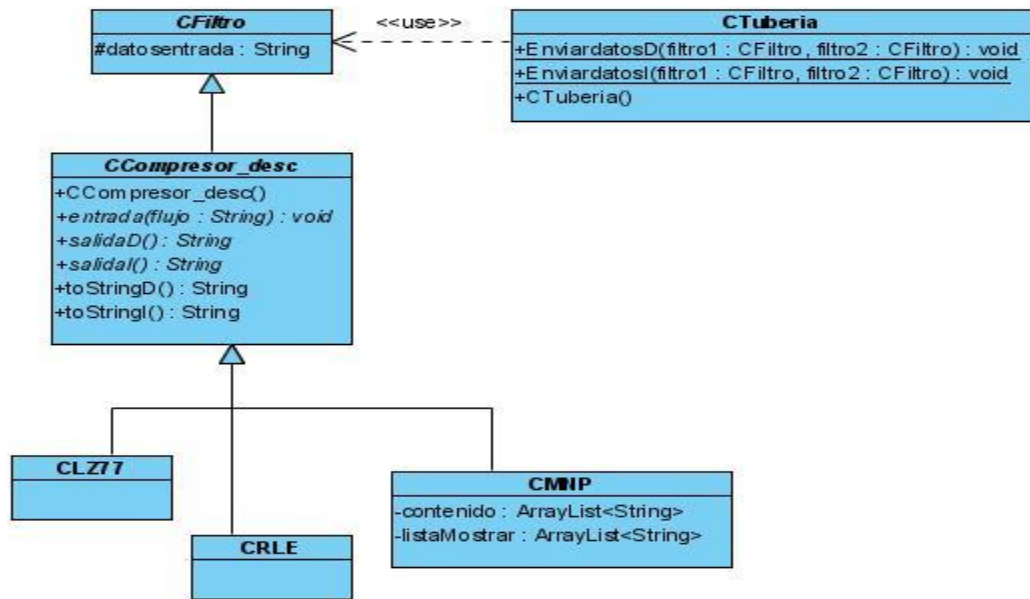 CFiltro
#datosentrada : String
<<use>>
CTuberia
+EnviardatosD(filtro1 : CFiltro, filtro2 : CFiltro) : void
+EnviardatosI(filtro1 : CFiltro, filtro2 : CFiltro) : void
+CTuberia()
CCompresor_desc
+CCompresor_desc()
+entrada(flujo : String) : void
+salidaD() : String
+salidaI() : String
+toStringD() : String
+toStringI() : String
CLZ77
CRLE
CMNP
-contenido : ArrayList<String>
-listaMostrar : ArrayList<String>